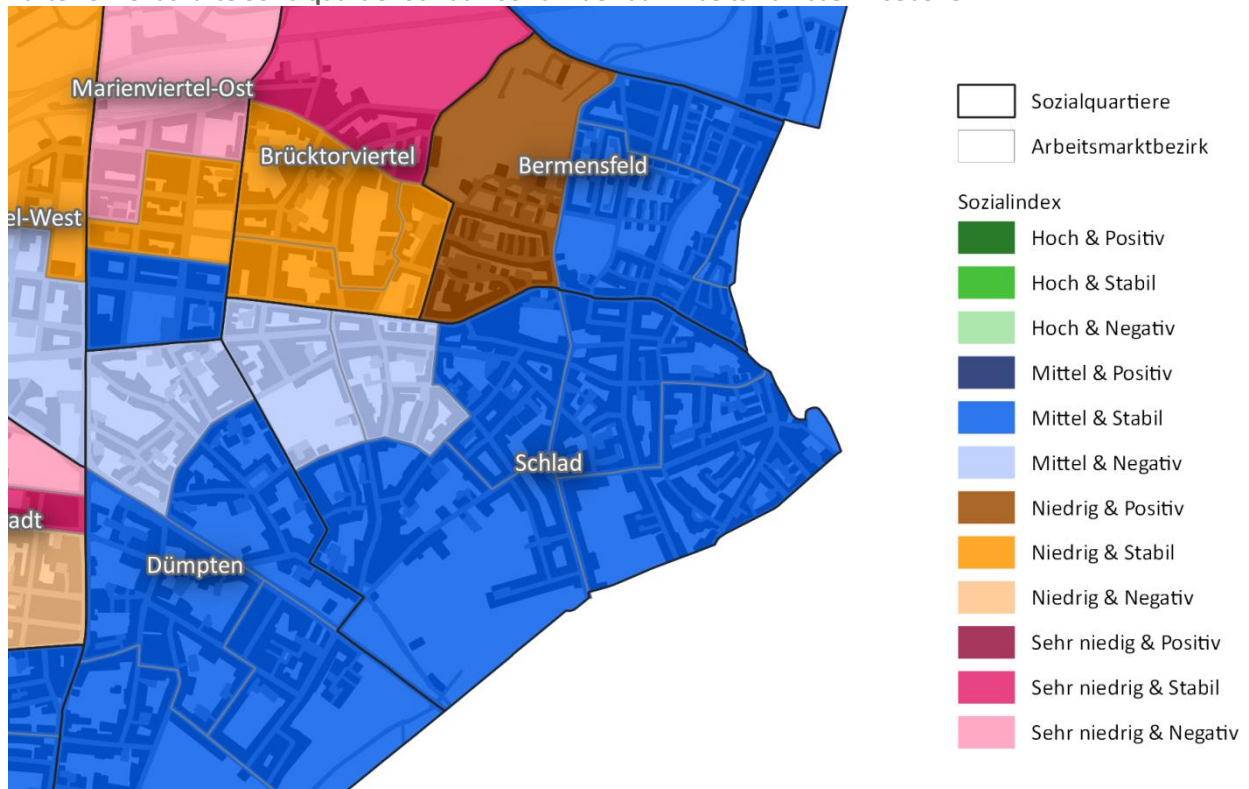 Marienviertel-Ost
Brücktorviertel
Bermensfeld
el-West
Schlad
adt
Dümpten
Sozialquartiere
Arbeitsmarktbezirk
Sozialindex
Hoch & Positiv
Hoch & Stabil
Hoch & Negativ
Mittel & Positiv
Mittel & Stabil
Mittel & Negativ
Niedrig & Positiv
Niedrig & Stabil
Niedrig & Negativ
Sehr niedig & Positiv
Sehr niedrig & Stabil
Sehr niedrig & Negativ